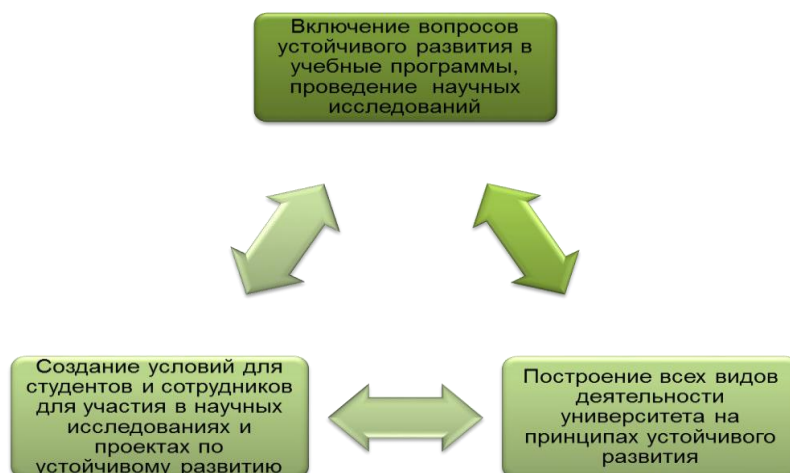 Включение вопросов
устойчивого развития в
учебные программы,
проведение научных
исследований
Создание условий для
студентов и сотрудников
для участия в научных
исследованиях и
проектах по
устойчивому развитию
Построение всех видов
деятельности
университета на
принципах устойчивого
развития